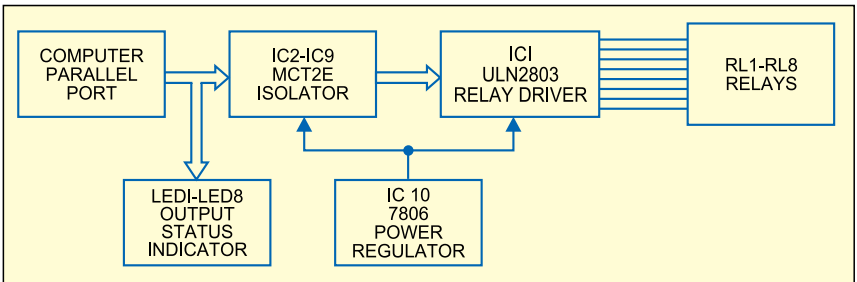 COMPUTER
PARALLEL
PORT
IC2-IC9
MCT2E
ISOLATOR
ICI
ULN2803
RELAY DRIVER
RL1-RL8
RELAYS
LEDI-LED8
OUTPUT
STATUS
INDICATOR
IC 10
7806
POWER
REGULATOR